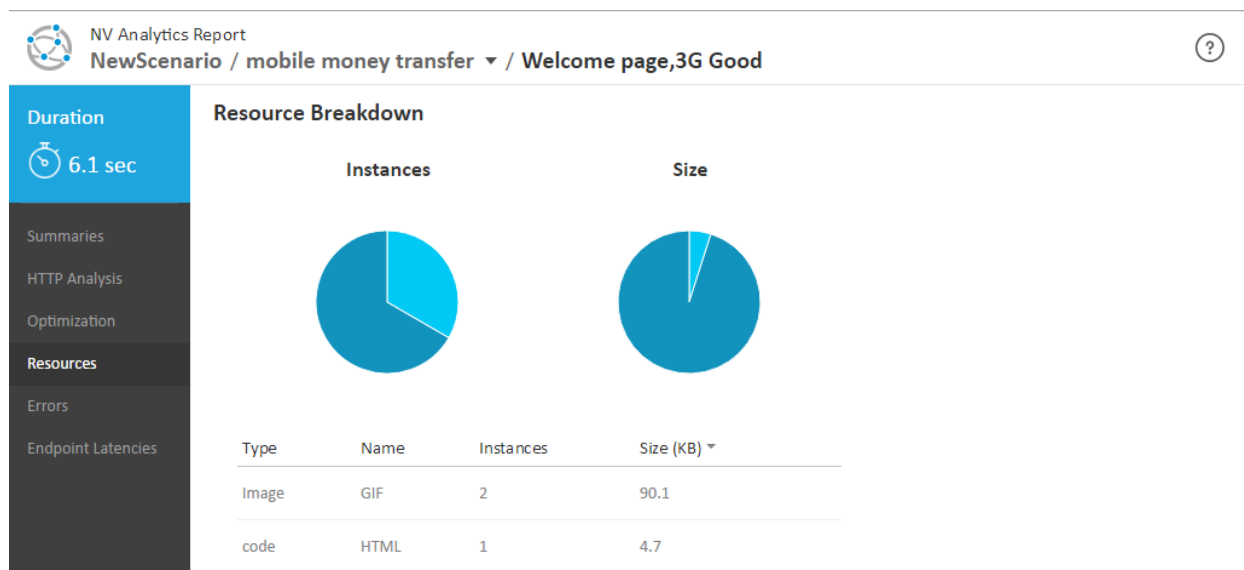 NV Analytics Report
NewScenario / mobile money transfer / Welcome page,3G Good
?
Duration
6.1 sec
Summaries
HTTP Analysis
Optimization
Resources
Errors
Endpoint Latencies
Resource Breakdown
Instances Size
Type Name Instances Size (KB)
Image GIF 2 90.1
code HTML 1 4.7